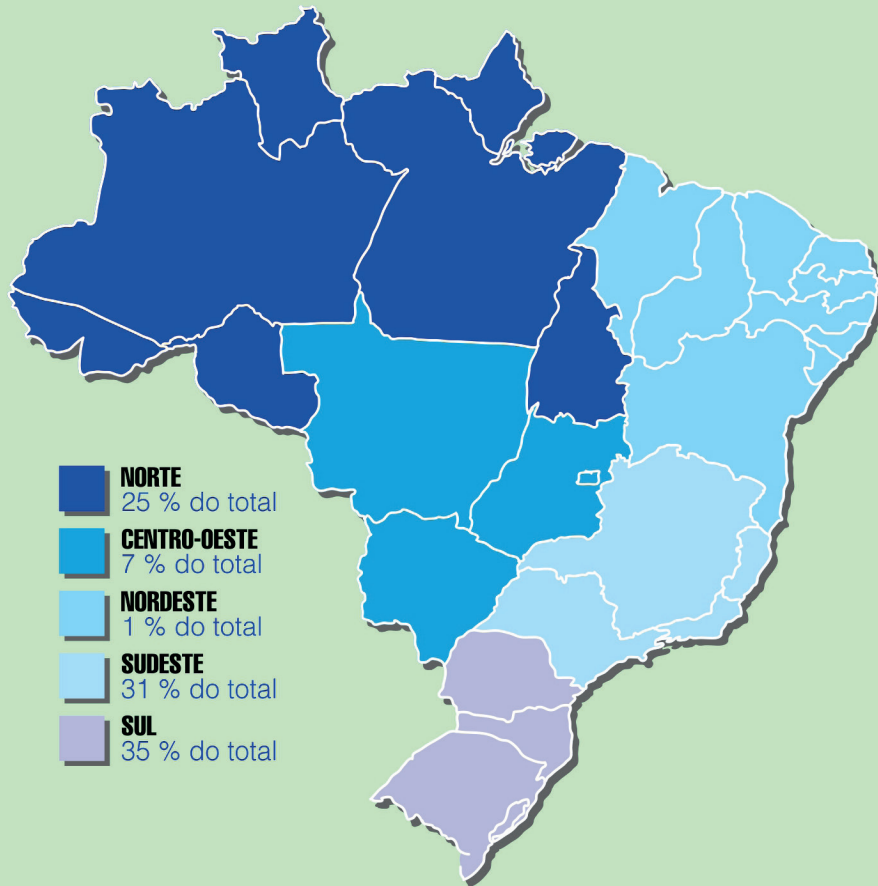 NORTE
25 % do total
CENTRO-OESTE
7 % do total
NORDESTE
1 % do total
SUDESTE
31 % do total
SUL
35 % do total